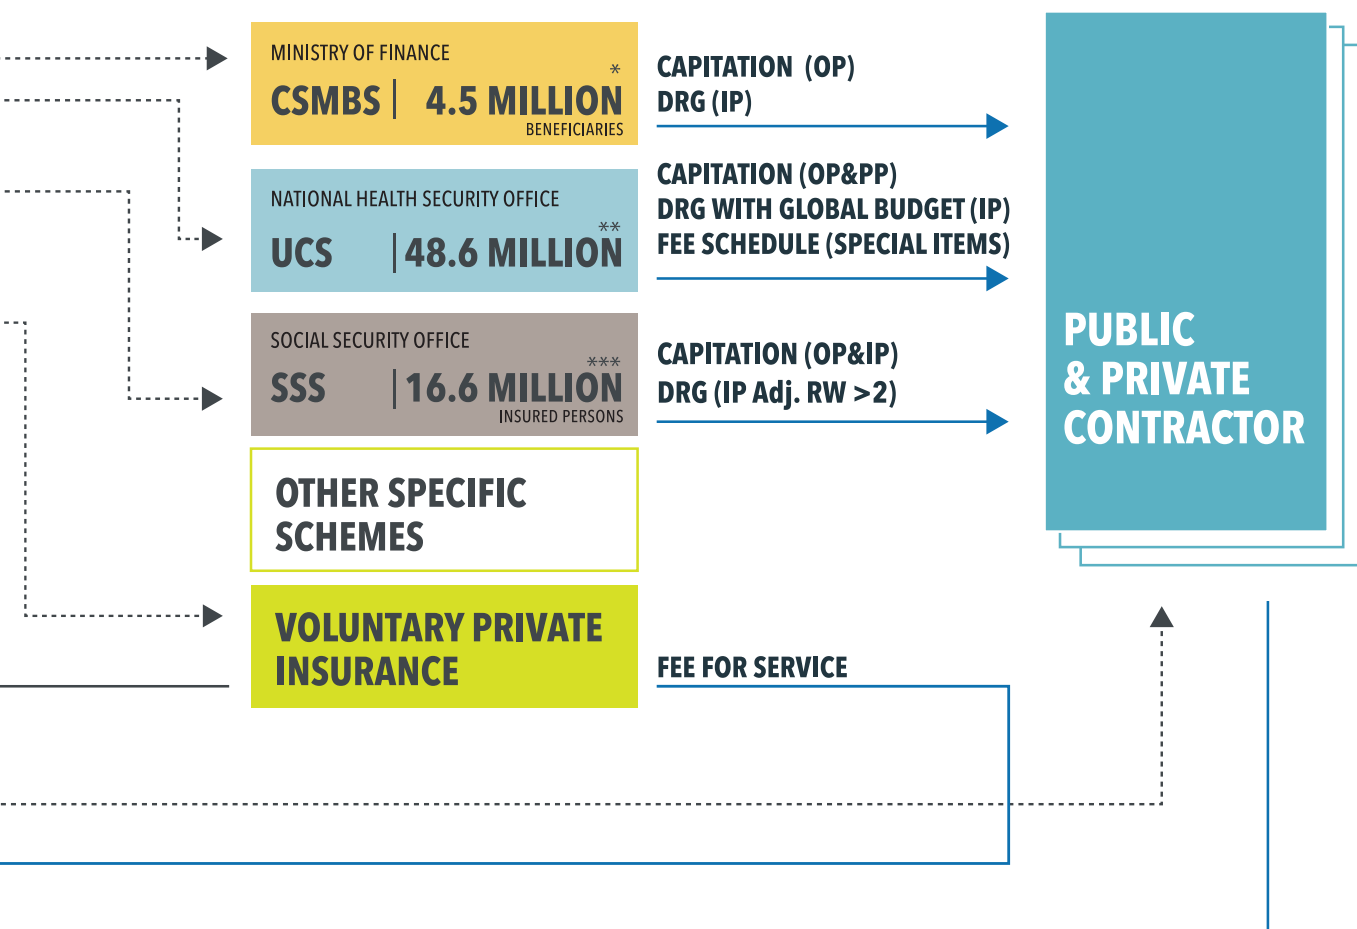 MINISTRY OF FINANCE
*
CSMBS | 4.5 MILLION
BENEFICIARIES
CAPITATION (OP)
DRG (IP)
NATIONAL HEALTH SECURITY OFFICE
**
UCS | 48.6 MILLION
CAPITATION (OP&PP)
DRG WITH GLOBAL BUDGET (IP)
FEE SCHEDULE (SPECIAL ITEMS)
SOCIAL SECURITY OFFICE
***
SSS | 16.6 MILLION
INSURED PERSONS
CAPITATION (OP&IP)
DRG (IP Adj. RW >2)
OTHER SPECIFIC
SCHEMES
VOLUNTARY PRIVATE
INSURANCE
FEE FOR SERVICE
PUBLIC
& PRIVATE
CONTRACTOR